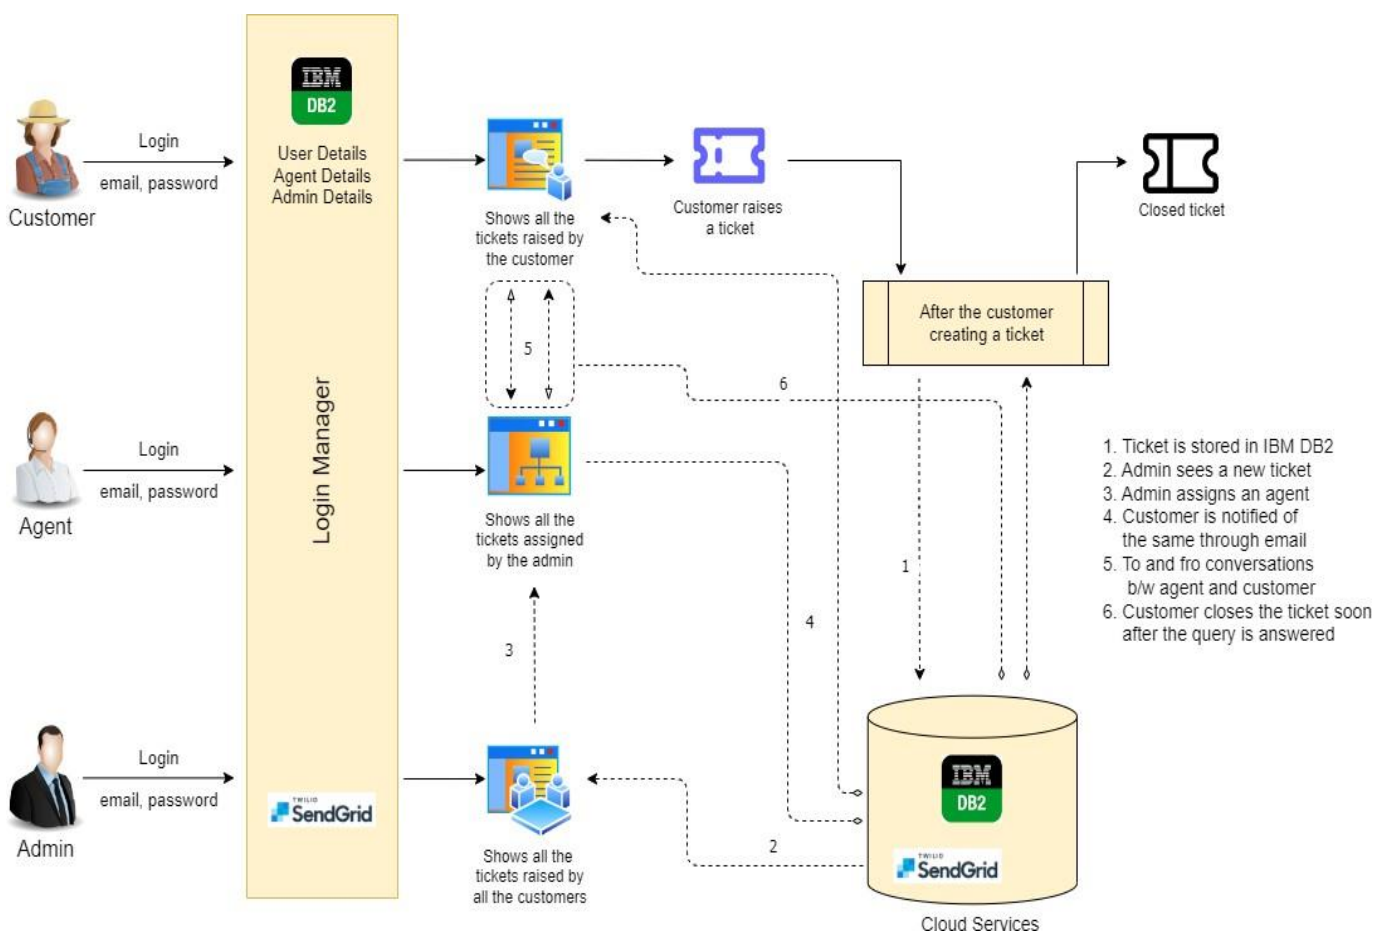 IBM
DB2
User Details
Agent Details
Admin Details
Login
email, password
Customer
Shows all the
tickets raised by
the customer
Customer raises
a ticket
Closed ticket
After the customer
creating a ticket
5
6
Login Manager
Login
email, password
Agent
Shows all the
tickets assigned
by the admin
1
4
3
1. Ticket is stored in IBM DB2
2. Admin sees a new ticket
3. Admin assigns an agent
4. Customer is notified of
the same through email
5. To and fro conversations
b/w agent and customer
6. Customer closes the ticket soon
after the query is answered
Login
email, password
Admin
TWILIO
SendGrid
Shows all the
tickets raised by
all the customers
2
IBM
DB2
TWILIO
SendGrid
Cloud Services